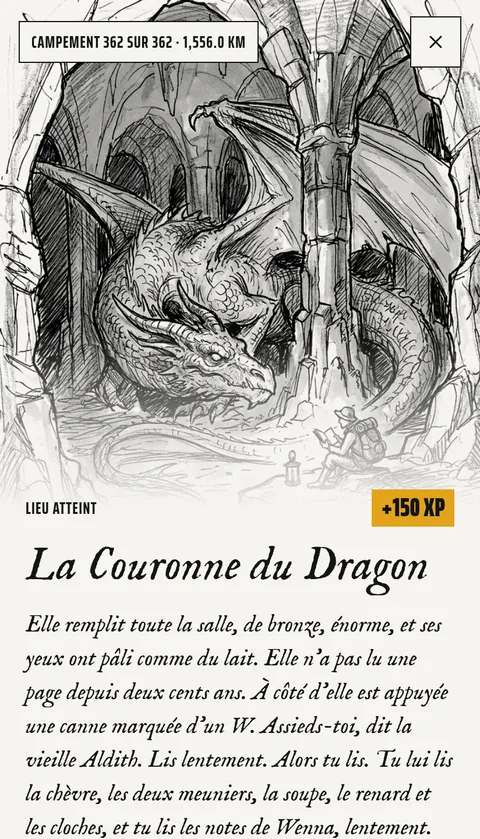 CAMPEMENT 362 SUR 362 · 1,556.0 KM
LIEU ATTEINT
+150 XP
La Couronne du Dragon
Elle remplit toute la salle, de bronze, énorme, et ses
yeux ont pâli comme du lait. Elle n’a pas lu une
page depuis deux cents ans. À côté d’elle est appuyée
une canne marquée d’un W. Assieds-toi, dit la
vieille Aldith. Lis lentement. Alors tu lis. Tu lui lis
la chèvre, les deux meuniers, la soupe, le renard et
les cloches, et tu lis les notes de Wenna, lentement.